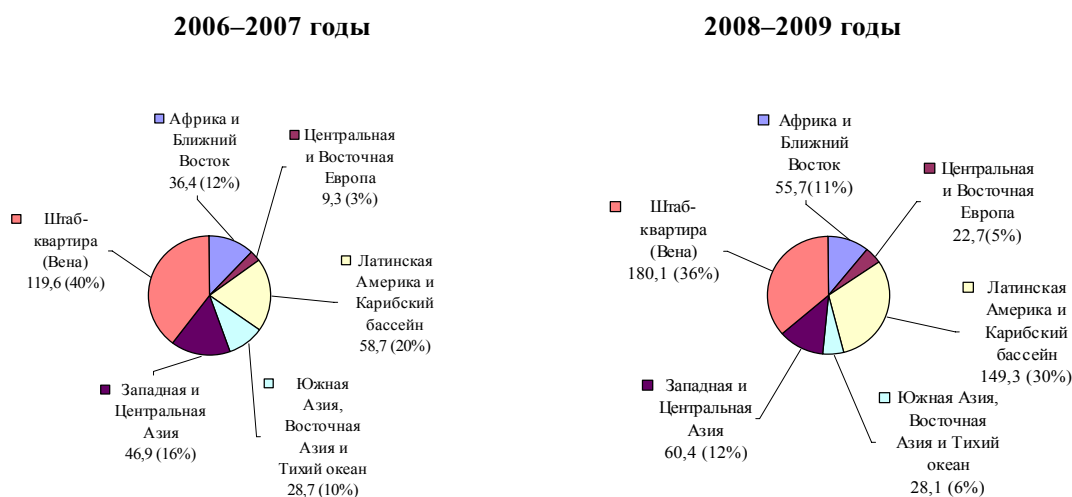 2006–2007 годы
Африка и
Ближний
Восток
36,4 (12%)
Центральная
и Восточная
Европа
9,3 (3%)
Штаб-
квартира
(Вена)
119,6 (40%)
Латинская
Америка и
Карибский
бассейн
58,7 (20%)
Западная и
Центральная
Азия
46,9 (16%)
Южная
Азия,
Восточная
Азия и
Тихий океан
28,7 (10%)
2008–2009 годы
Африка и
Ближний
Восток
55,7(11%)
Центральная
и Восточная
Европа
22,7(5%)
Штаб-
квартира
(Вена)
180,1 (36%)
Латинская
Америка и
Карибский
бассейн
149,3 (30%)
Западная и
Центральная
Азия
60,4 (12%)
Южная Азия,
Восточная
Азия и Тихий
океан
28,1 (6%)